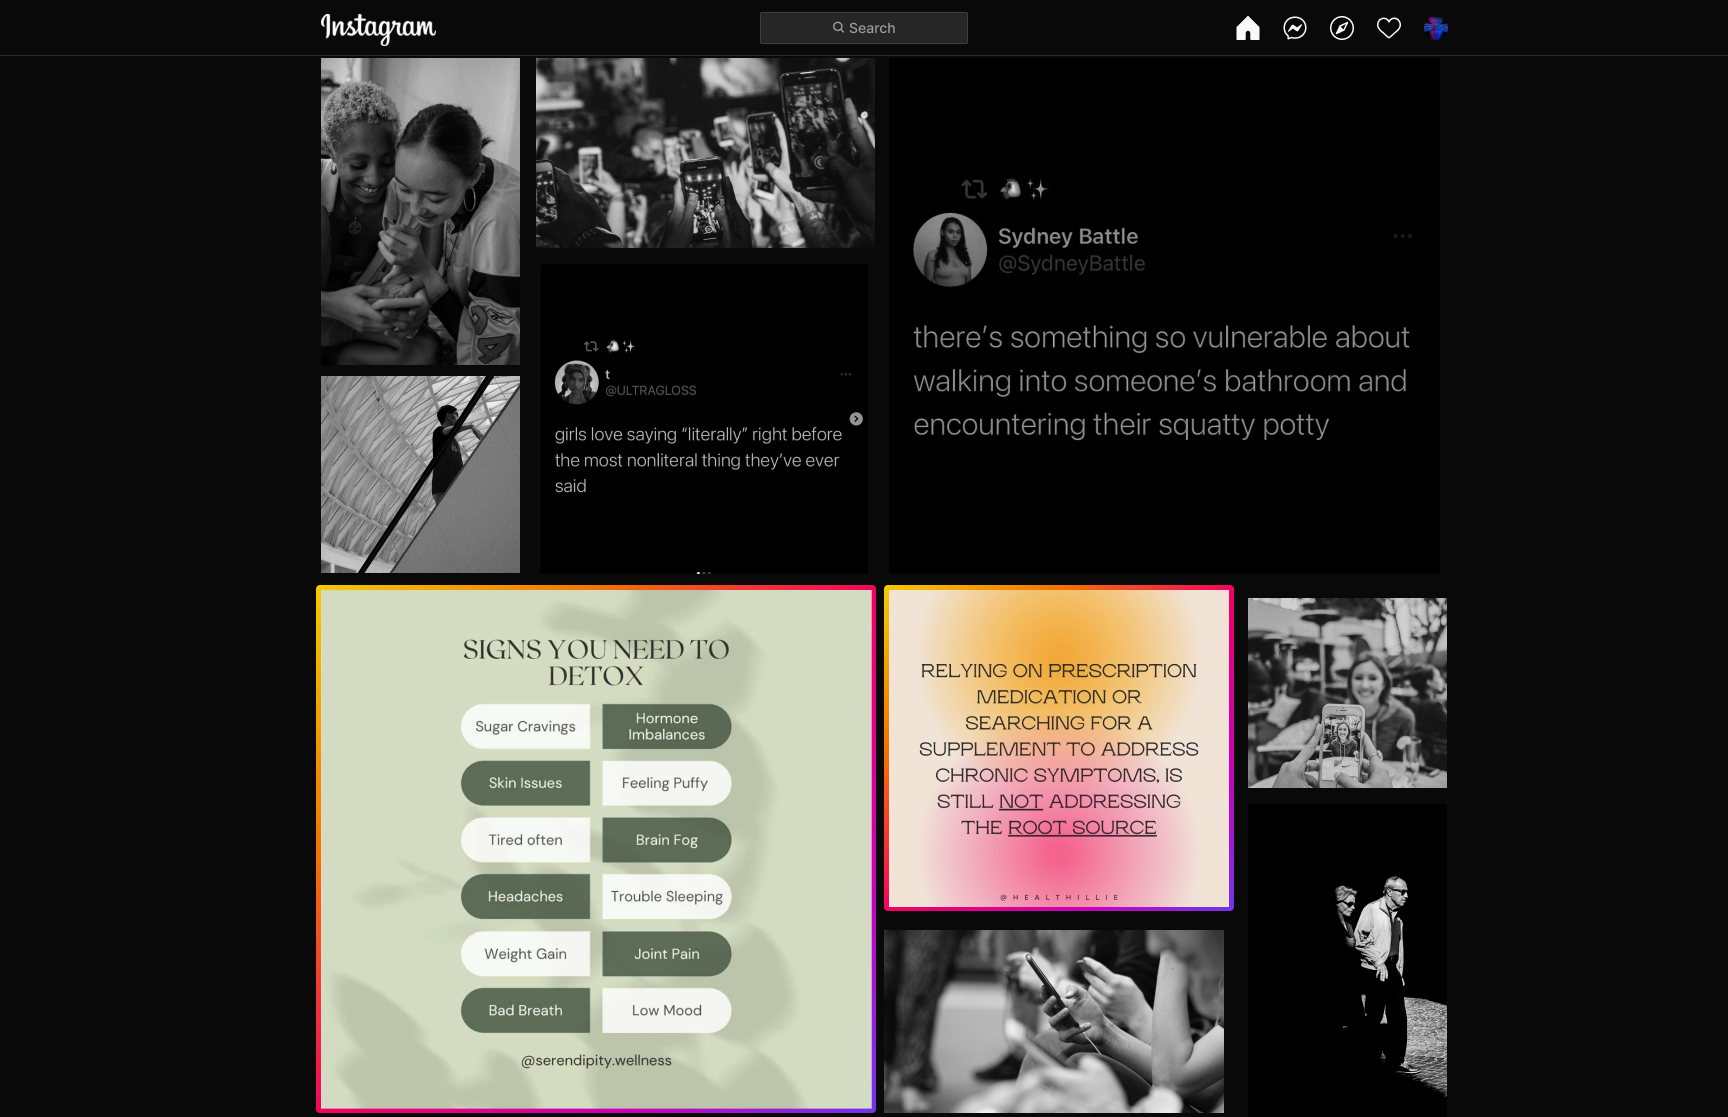 Instagram
Search
Sydney Battle
@SydneyBattle
there's something so vulnerable about
walking into someone's bathroom and
encountering their squatty potty
t
@ULTRAGLOSS
girls love saying “literally” right before
the most nonliteral thing they've ever
said
SIGNS YOU NEED TO
DETOX
Sugar Cravings
Hormone
Imbalances
Skin Issues
Feeling Puffy
Tired often
Brain Fog
Headaches
Trouble Sleeping
Weight Gain
Joint Pain
Bad Breath
Low Mood
@serendipity.wellness
RELYING ON PRESCRIPTION
MEDICATION OR
SEARCHING FOR A
SUPPLEMENT TO ADDRESS
CHRONIC SYMPTOMS, IS
STILL NOT ADDRESSING
THE ROOT SOURCE
@HEALTHILLIE